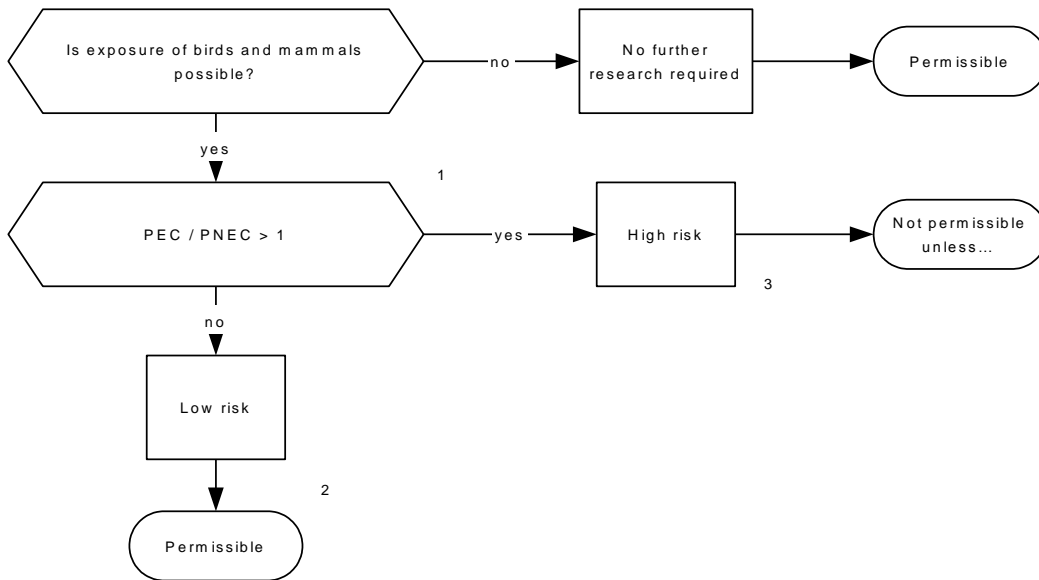 Is exposure of birds and mammals
possible?
no
No further
research required
Permissible
yes
1
PEC / PNEC > 1
yes
High risk
Not permissible
unless…
3
no
Low risk
2
Permissible